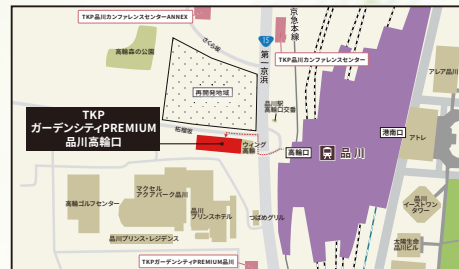 TKP品川カンファレンスセンターANNEX
高輪森の公園
さくら坂
再開発地域
15
第一京浜
京急本線
TKP品川カンファレンスセンター
品川駅
高輪口交番
アレア品川
TKP
ガーデンシティPREMIUM
品川高輪口
柘榴坂
ウィング
高輪
高輪口
品川
港南口
アトレ
高輪ゴルフセンター
マクセル
アクアパーク品川
品川
プリンスホテル
つばめグリル
品川プリンス・レジデンス
品川
イーストワン
タワー
太陽生命
品川ビル
TKPガーデンシティPREMIUM品川